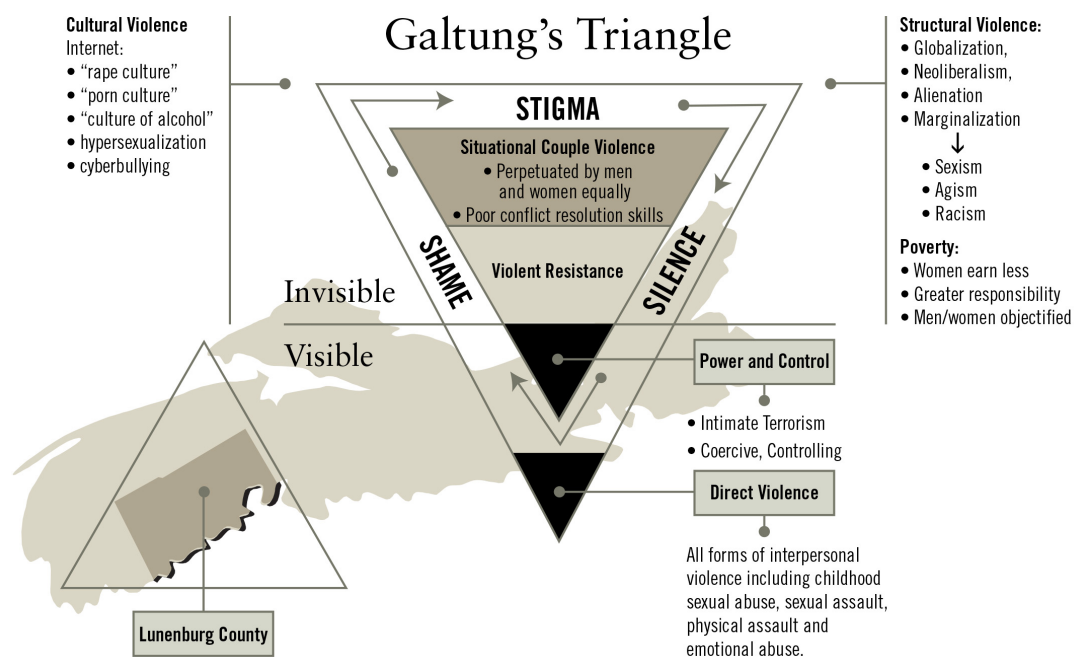 Galtung's Triangle
Cultural Violence
Internet:
• “rape culture”
• “porn culture”
• “culture of alcohol”
• hypersexualization
• cyberbullying
Structural Violence:
• Globalization,
• Neoliberalism,
• Alienation
• Marginalization
↓
• Sexism
• Agism
• Racism
Poverty:
• Women earn less
• Greater responsibility
• Men/women objectified
STIGMA
Situational Couple Violence
• Perpetuated by men
and women equally
• Poor conflict resolution skills
SHAME
Violent Resistance
SILENCE
Invisible
Visible
Power and Control
• Intimate Terrorism
• Coercive, Controlling
Direct Violence
All forms of interpersonal
violence including childhood
sexual abuse, sexual assault,
physical assault and
emotional abuse.
Lunenburg County